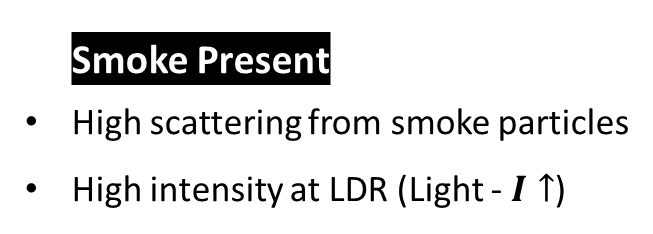 Smoke Present
• High scattering from smoke particles
• High intensity at LDR (Light - I ↑)